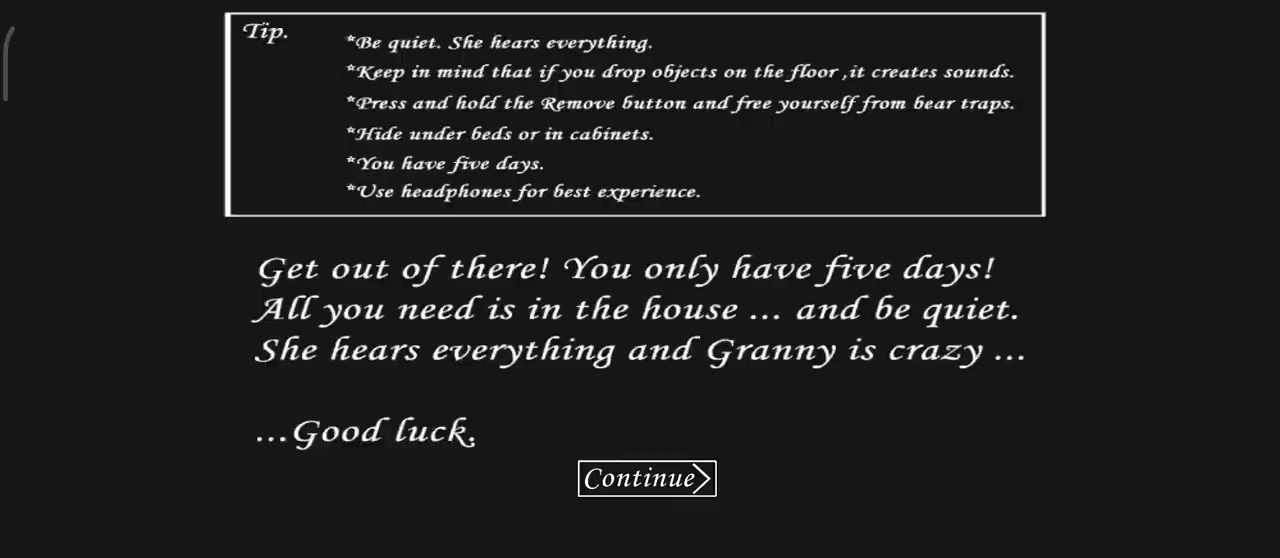 Tip.
*Be quiet. She hears everything.
*Keep in mind that if you drop objects on the floor ,it creates sounds.
*Press and hold the Remove button and free yourself from bear traps.
*Hide under beds or in cabinets.
*You have five days.
*Use headphones for best experience.
Get out of there! You only have five days!
All you need is in the house ... and be quiet.
She hears everything and Granny is crazy ...
...Good luck.
Continue>